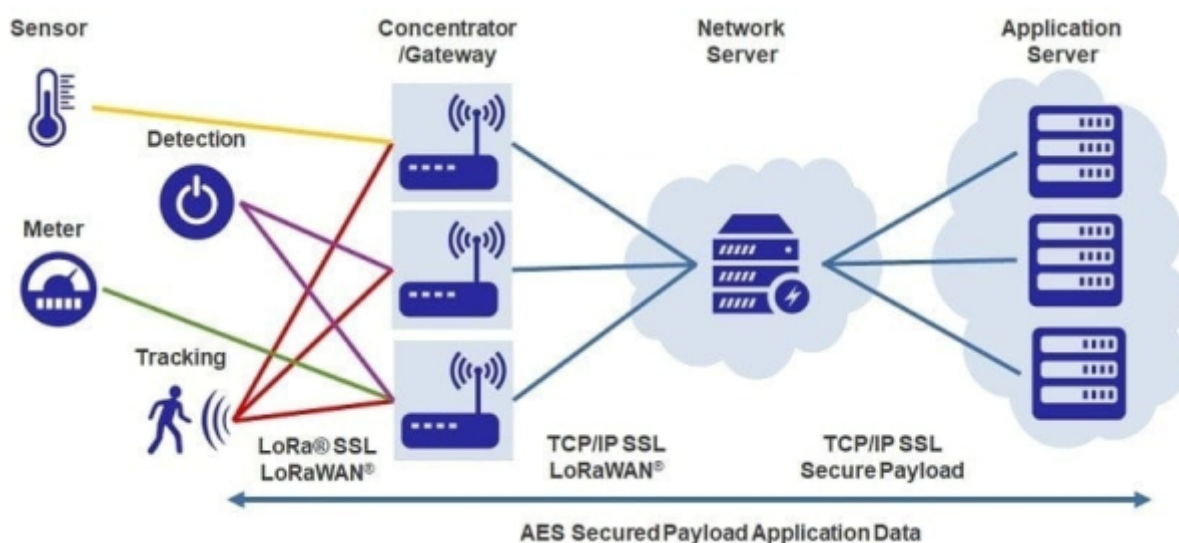 Sensor
Concentrator
/Gateway
Network
Server
Application
Server
Detection
Meter
Tracking
LoRa® SSL
LoRaWAN®
TCP/IP SSL
LoRaWAN®
TCP/IP SSL
Secure Payload
AES Secured Payload Application Data